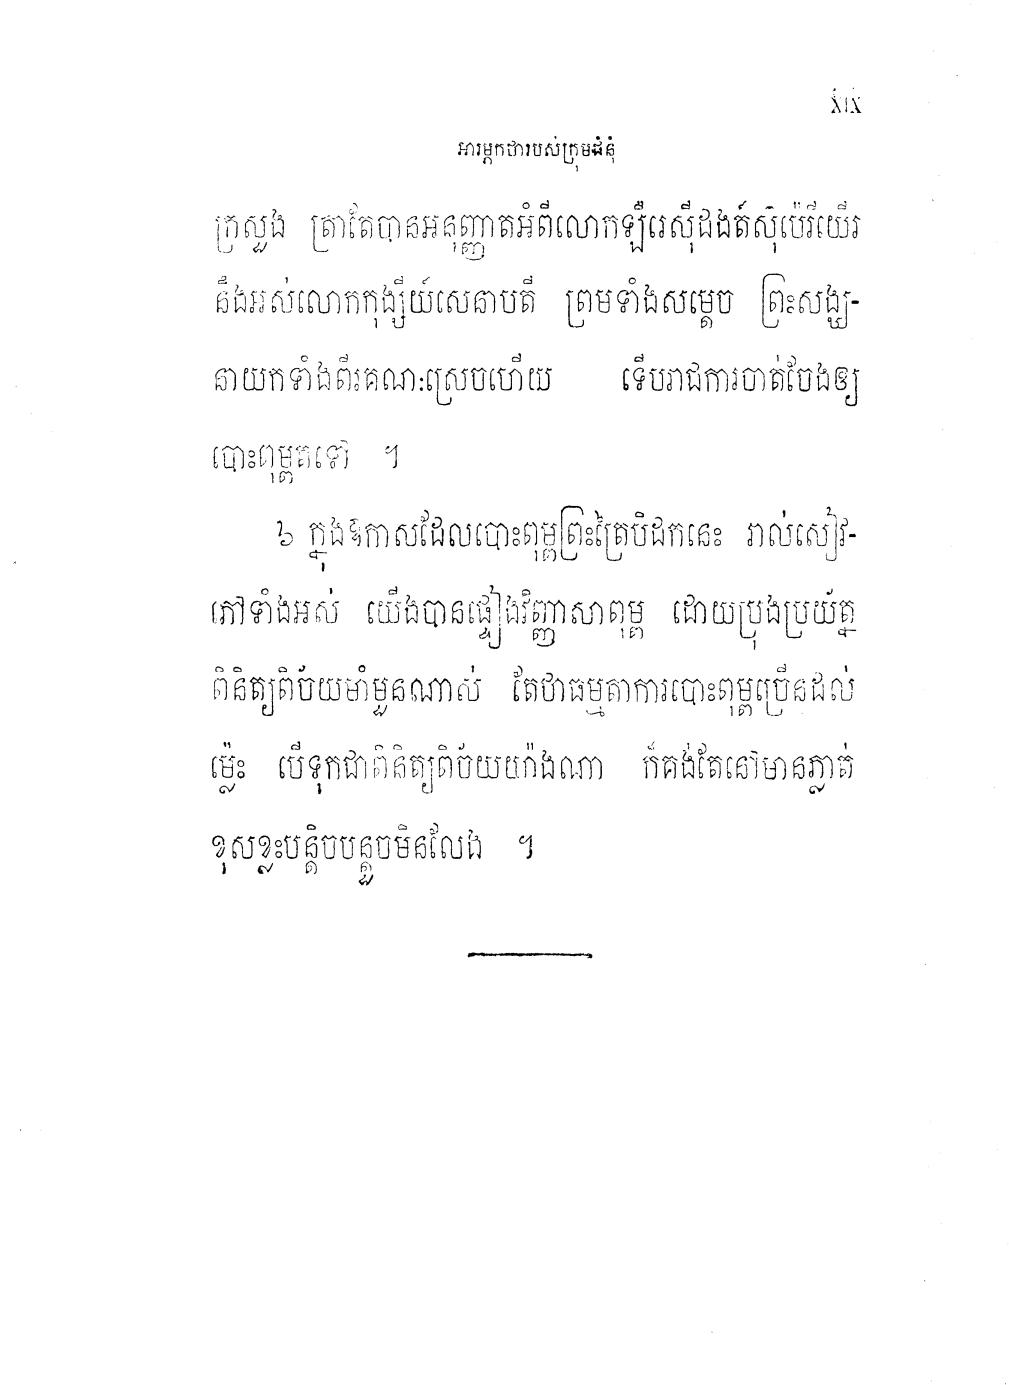 XIX
អារម្ភកថារបស់ក្រុមជំនុំ
ក្រសួង ត្រាតែបានអនុញ្ញាតអំពីលោកឡឺរេស៊ីដង់ត៍ស៊ុប៉េរីយើរ
នឹងអស់លោកកុងស៊ីយ៍សេនាបតី ព្រមទាំងសម្តេច ព្រះសង្ឃ-
នាយកទាំងពីរគណៈស្រេចហើយ ទើបរាជការចាត់ចែងឲ្យ
បោះពុម្ពតទៅ ។
៦ ក្នុងឱកាសដែលបោះពុម្ពព្រះត្រៃបិដកនេះ រាល់សៀវ-
ភៅទាំងអស់ យើងបានផ្ទៀងវិញ្ញាសាពុម្ព ដោយប្រុងប្រយ័ត្ន
ពិនិត្យពិច័យមាំមួនណាស់ តែថាធម្មតាការបោះពុម្ពច្រើនដល់
ម៉្លេះ បើទុកជាពិនិត្យពិច័យយ៉ាងណា ក៏គង់តែនៅមានភ្លាត់
ខុសខ្លះបន្តិចបន្តួចមិនលែង ។